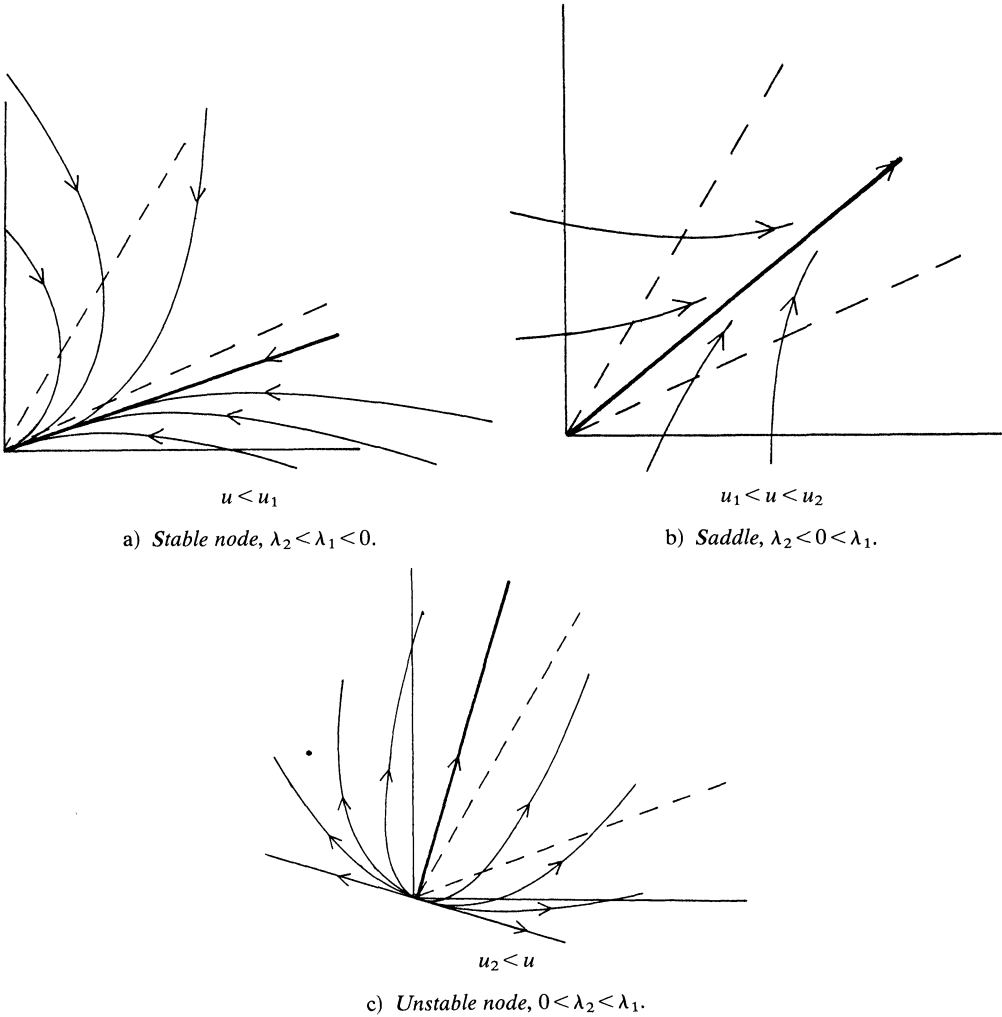 u < u₁
u₁ < u < u₂
a) Stable node, λ₂ < λ₁ < 0.
b) Saddle, λ₂ < 0 < λ₁.
u₂ < u
c) Unstable node, 0 < λ₂ < λ₁.